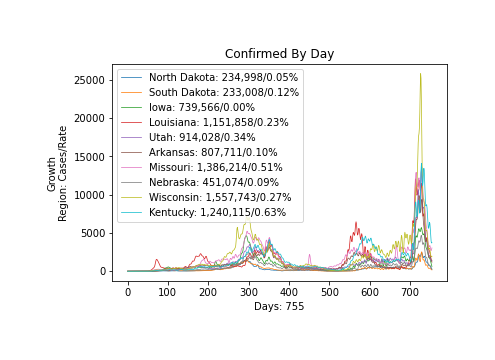 Confirmed By Day
North Dakota: 234,998/0.05%
South Dakota: 233,008/0.12%
Iowa: 739,566/0.00%
Louisiana: 1,151,858/0.23%
Utah: 914,028/0.34%
Arkansas: 807,711/0.10%
Missouri: 1,386,214/0.51%
Nebraska: 451,074/0.09%
Wisconsin: 1,557,743/0.27%
Kentucky: 1,240,115/0.63%
Growth
Region: Cases/Rate
25000
20000
15000
10000
5000
0
0 100 200 300 400 500 600 700
Days: 755